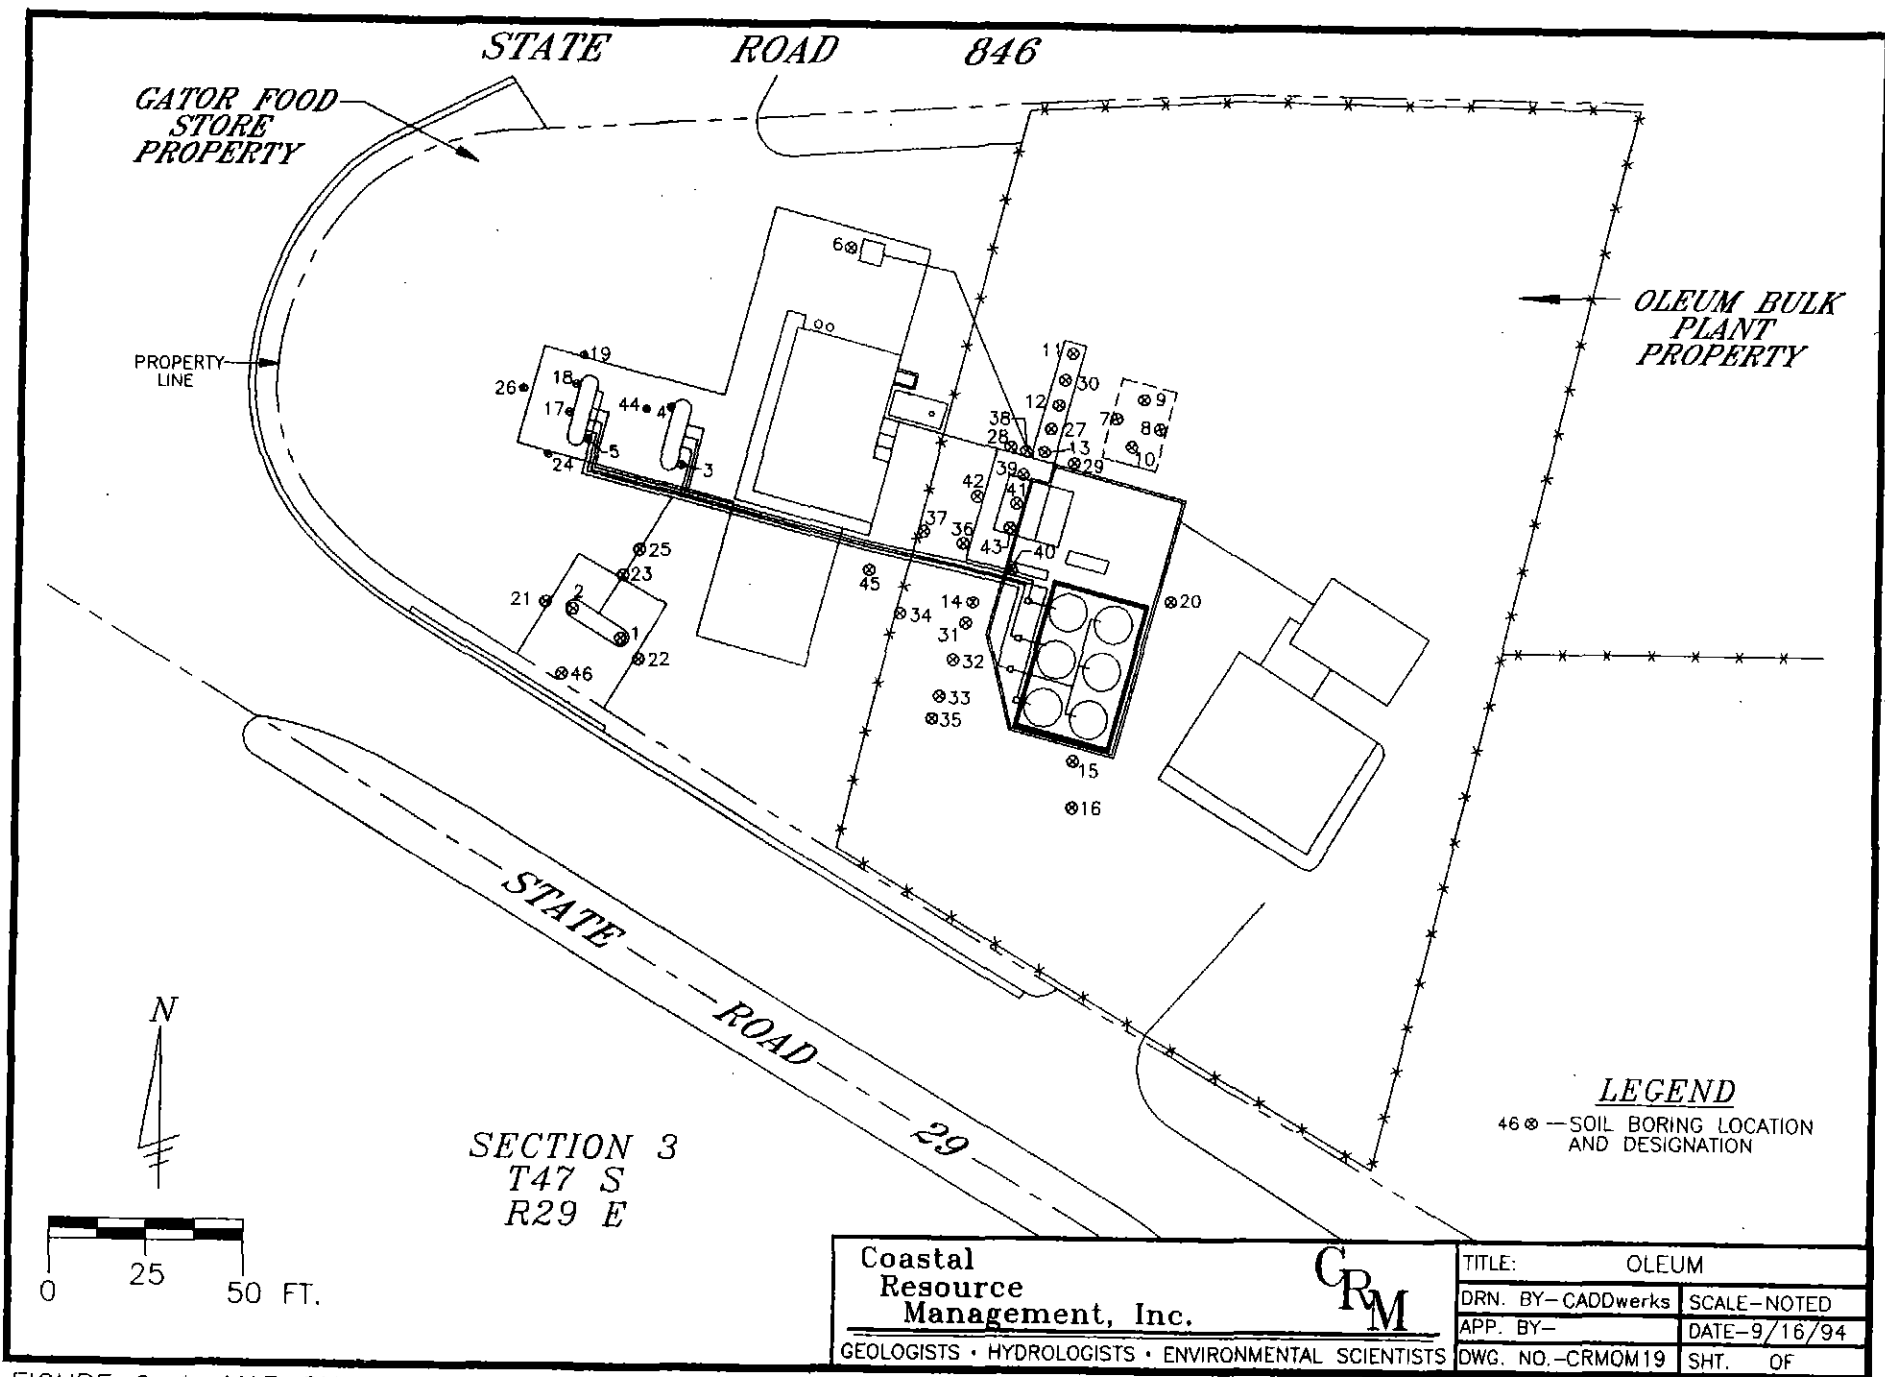 STATE ROAD 846
GATOR FOOD
STORE
PROPERTY
PROPERTY
LINE
OLEUM BULK
PLANT
PROPERTY
6
19
26
18
17
44
4
5
24
3
11
30
12
9
7
27
8
38
28
13
10
29
39
42
41
37
36
43
40
25
23
45
21
2
14
20
34
1
31
22
32
46
33
35
15
16
STATE ROAD 29
N
SECTION 3
T47 S
R29 E
0 25 50 FT.
LEGEND
46 ⊗ — SOIL BORING LOCATION
AND DESIGNATION
Coastal
Resource
Management, Inc.
CRM
GEOLOGISTS • HYDROLOGISTS • ENVIRONMENTAL SCIENTISTS
TITLE: OLEUM
DRN. BY-CADDwerks
SCALE-NOTED
APP. BY-
DATE-9/16/94
DWG. NO.-CRMOM19
SHT. OF